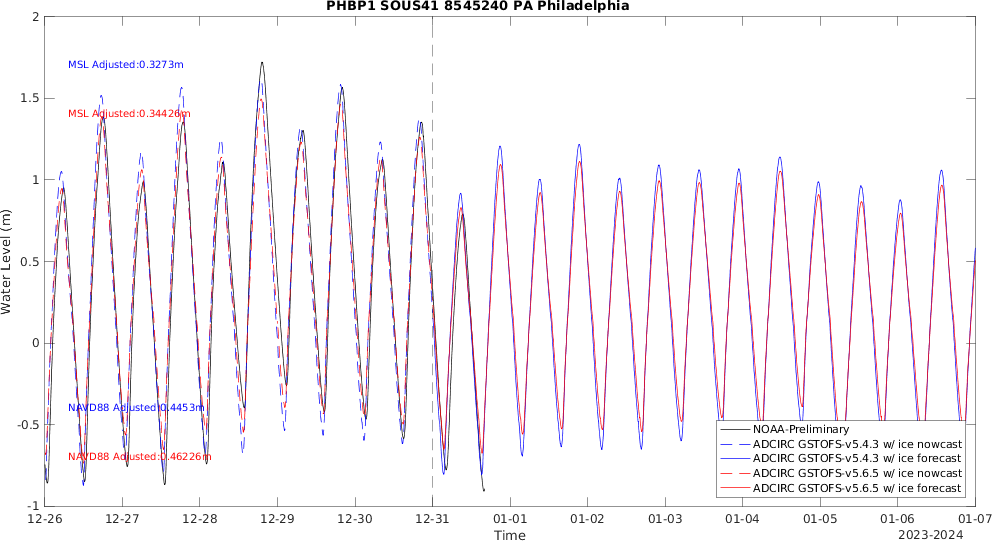 PHBP1 SOUS41 8545240 PA Philadelphia
2
1.5
1
0.5
0
-0.5
-1
Water Level (m)
MSL Adjusted:0.3273m
MSL Adjusted:0.34426m
NAVD88 Adjusted:0.4453m
NAVD88 Adjusted:0.46226m
NOAA-Preliminary
ADCIRC GSTOFS-v5.4.3 w/ ice nowcast
ADCIRC GSTOFS-v5.4.3 w/ ice forecast
ADCIRC GSTOFS-v5.6.5 w/ ice nowcast
ADCIRC GSTOFS-v5.6.5 w/ ice forecast
12-26 12-27 12-28 12-29 12-30 12-31 01-01 01-02 01-03 01-04 01-05 01-06 01-07
Time
2023-2024